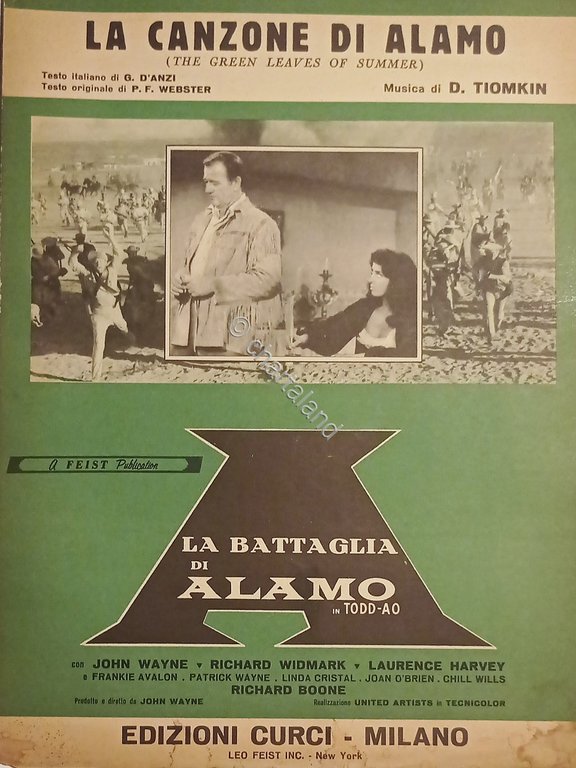 LA CANZONE DI ALAMO
(THE GREEN LEAVES OF SUMMER)
Testo italiano di G. D'ANZI
Testo originale di P. F. WEBSTER
Musica di D. TIOMKIN
© chartaland
A FEIST Publication
LA BATTAGLIA
DI
ALAMO
IN TODD-AO
con JOHN WAYNE ▾ RICHARD WIDMARK ▾ LAURENCE HARVEY
e FRANKIE AVALON . PATRICK WAYNE . LINDA CRISTAL . JOAN O'BRIEN . CHILL WILLS
RICHARD BOONE
Prodotto e diretto da JOHN WAYNE
Realizzazione UNITED ARTISTS in TECNICOLOR
EDIZIONI CURCI - MILANO
LEO FEIST INC. - New York